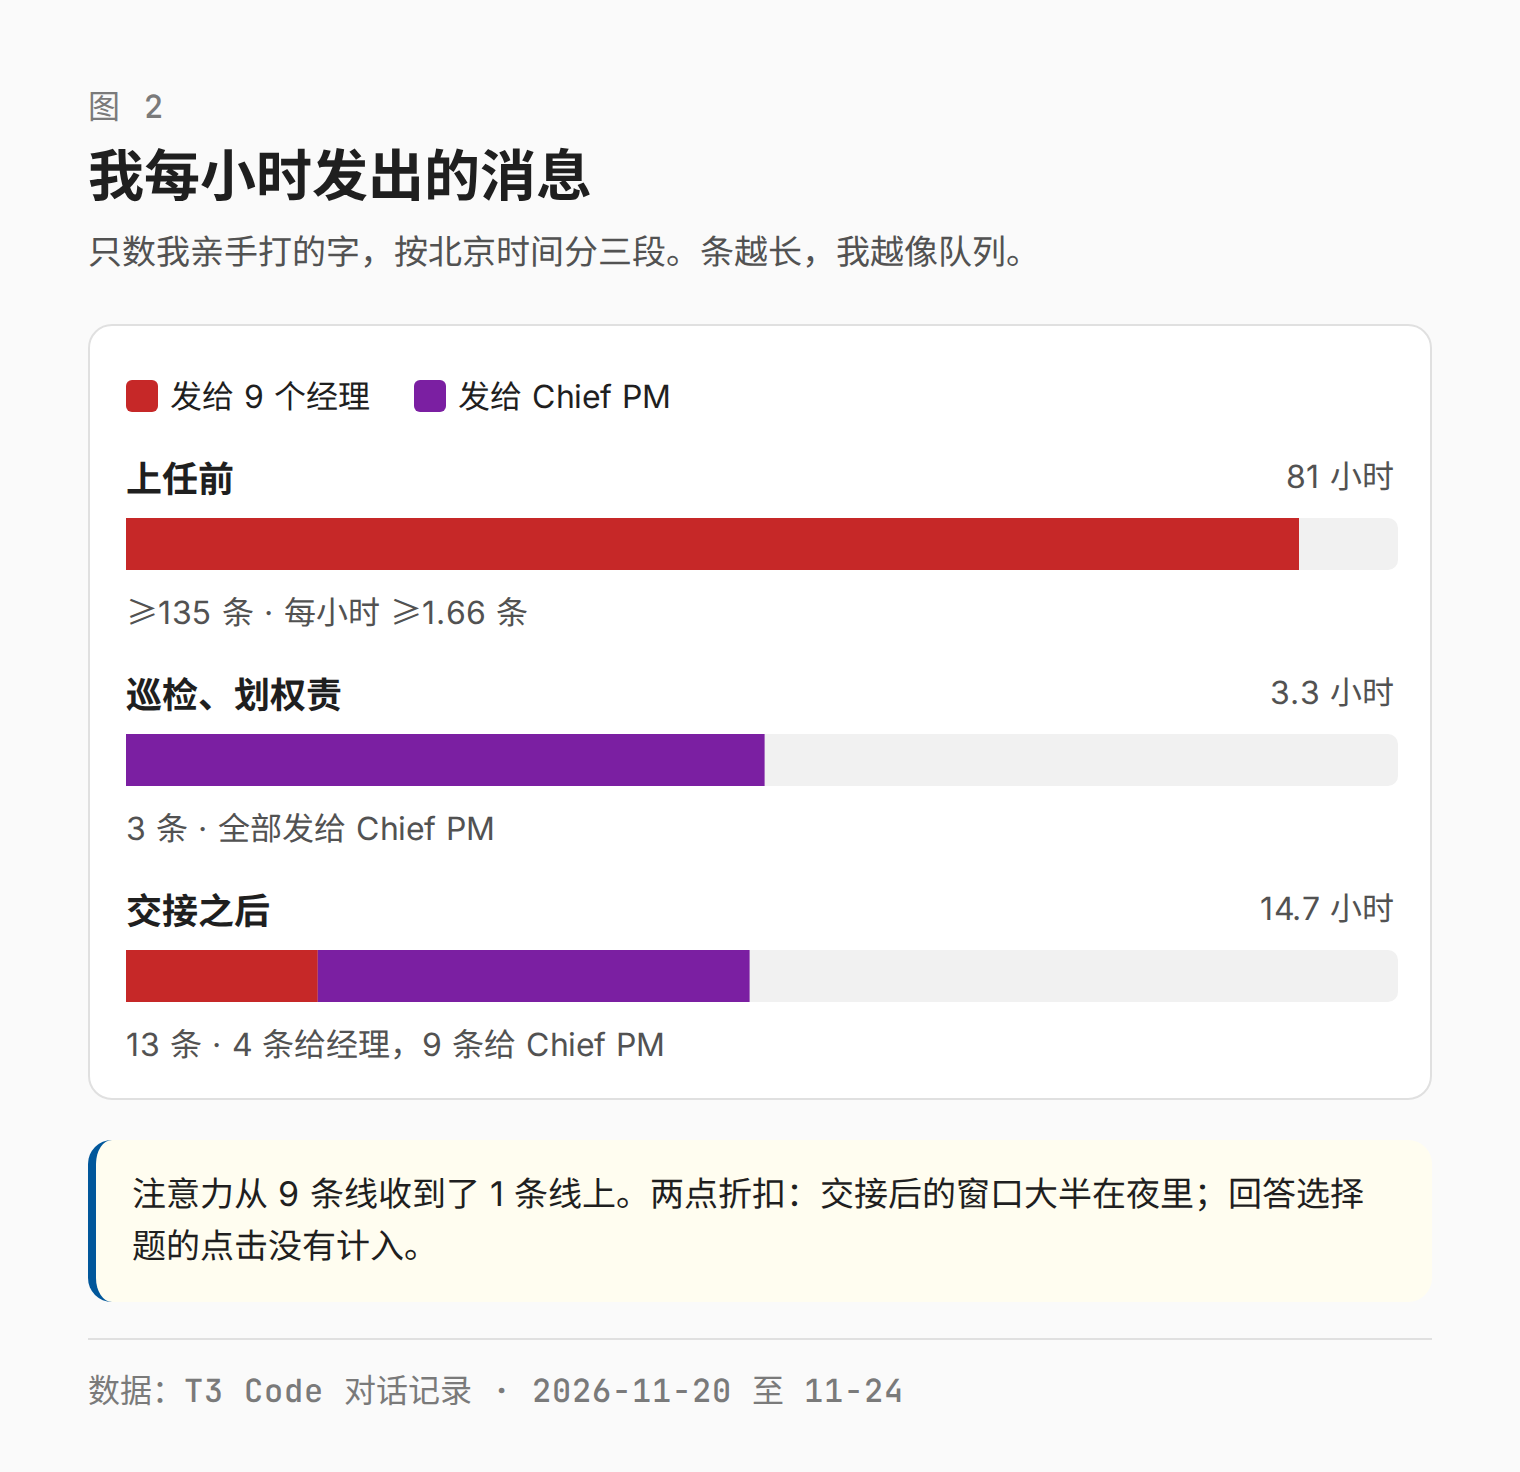 图 2
我每小时发出的消息
只数我亲手打的字，按北京时间分三段。条越长，我越像队列。
发给 9 个经理 发给 Chief PM
上任前 81 小时
≥135 条 · 每小时 ≥1.66 条
巡检、划权责 3.3 小时
3 条 · 全部发给 Chief PM
交接之后 14.7 小时
13 条 · 4 条给经理，9 条给 Chief PM
注意力从 9 条线收到了 1 条线上。两点折扣：交接后的窗口大半在夜里；回答选择
题的点击没有计入。
数据：T3 Code 对话记录 · 2026-11-20 至 11-24